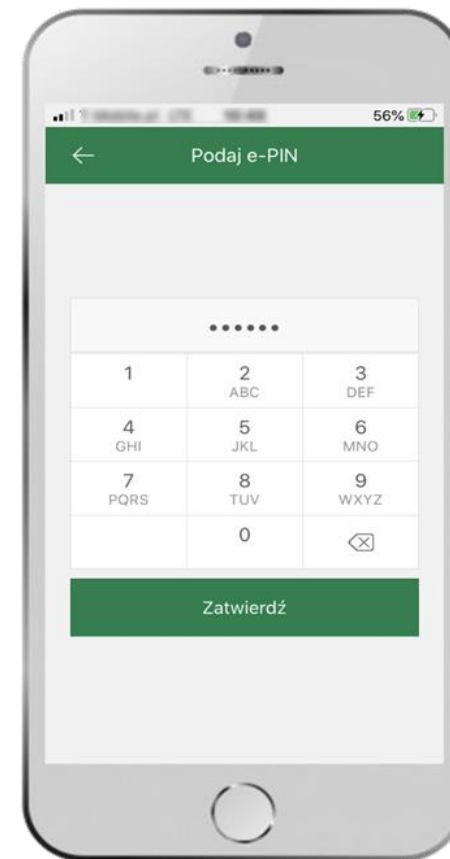 56%
Podaj e-PIN
••••••
1 2 3
ABC DEF
4 5 6
GHI JKL MNO
7 8 9
PQRS TUV WXYZ
0
Zatwierdź